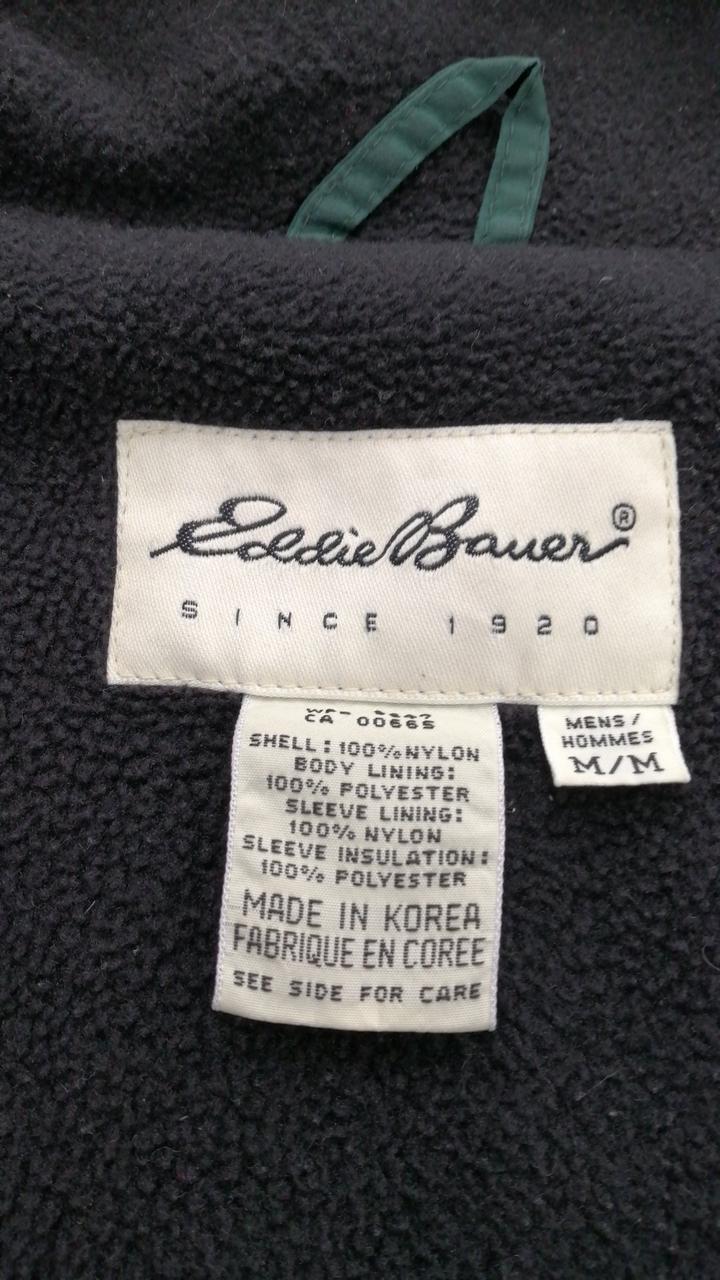 Eddie Bauer®
SINCE 1920
CA 00665
SHELL: 100% NYLON
BODY LINING:
100% POLYESTER
SLEEVE LINING:
100% NYLON
SLEEVE INSULATION:
100% POLYESTER
MADE IN KOREA
FABRIQUE EN COREE
SEE SIDE FOR CARE
MENS/
HOMMES
M/M